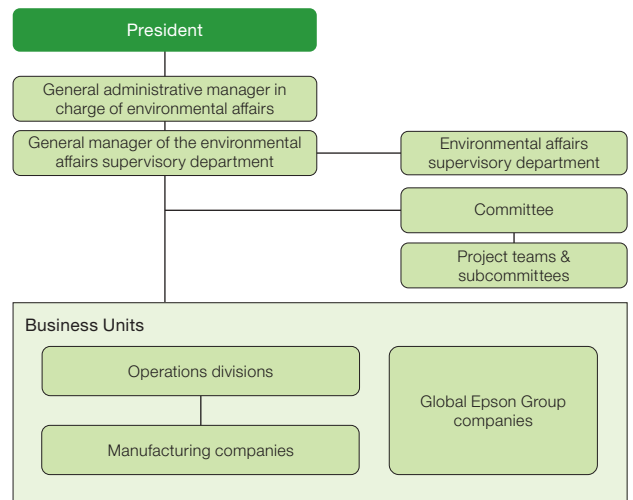 President
General administrative manager in
charge of environmental affairs
General manager of the environmental
affairs supervisory department
Environmental affairs
supervisory department
Committee
Project teams &
subcommittees
Business Units
Operations divisions
Manufacturing companies
Global Epson Group
companies